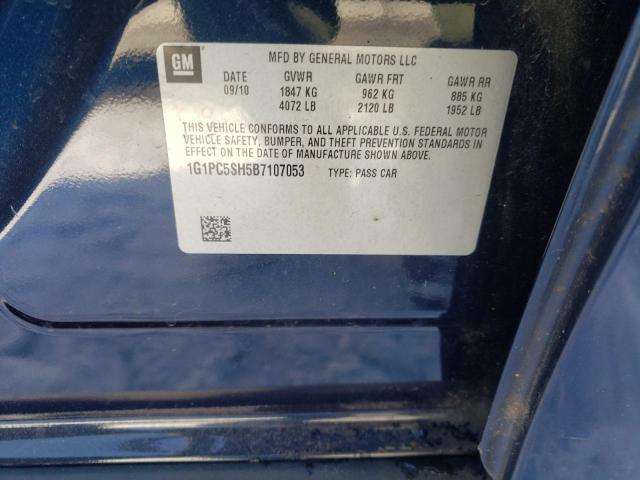 GM MFD BY GENERAL MOTORS LLC
DATE GVWR GAWR FRT GAWR RR
09/10 1847 KG 962 KG 885 KG
4072 LB 2120 LB 1952 LB
THIS VEHICLE CONFORMS TO ALL APPLICABLE U.S. FEDERAL MOTOR
VEHICLE SAFETY, BUMPER, AND THEFT PREVENTION STANDARDS IN
EFFECT ON THE DATE OF MANUFACTURE SHOWN ABOVE.
1G1PC5SH5B7107053 TYPE: PASS CAR